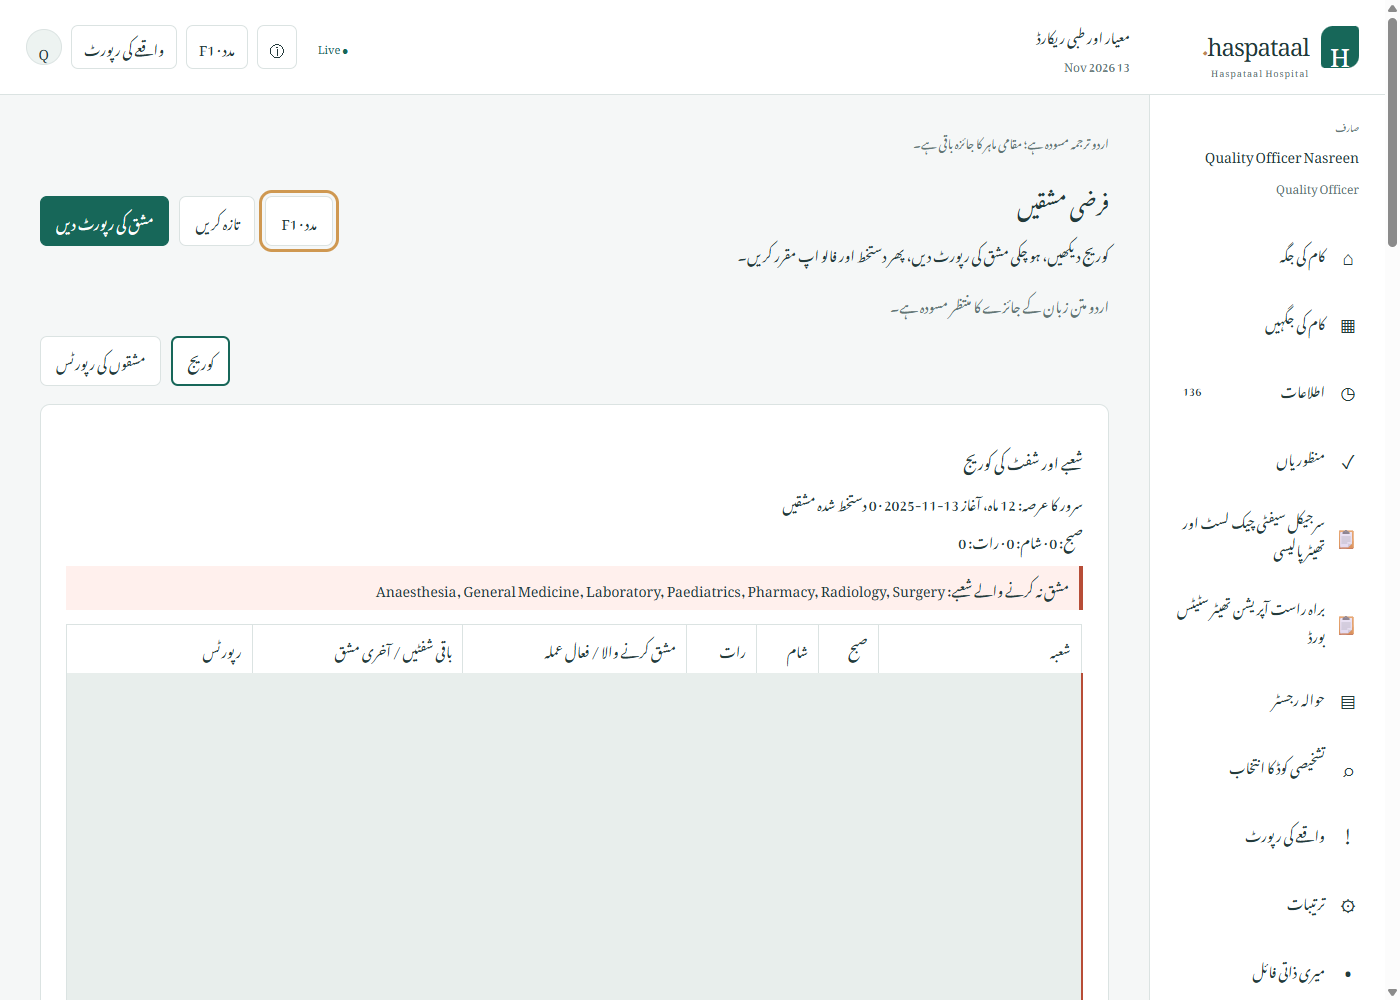 H
haspataal.
Haspataal Hospital
معیار اور طبی ریکارڈ
13 Nov 2026
Live
ⓘ
مدد F1۰
واقعے کی رپورٹ
Q
صارف
Quality Officer Nasreen
Quality Officer
کام کی جگہ
کام کی جگہیں
اطلاعات 136
منظوریاں
سرجیکل سیفٹی چیک لسٹ اور
تھیٹر پالیسی
براہ راست آپریشن تھیٹر سٹیٹس
بورڈ
حوالہ رجسٹر
تشخیصی کوڈ کا انتخاب
واقعے کی رپورٹ
ترتیبات
میری ذاتی فائل
اردو ترجمہ مسودہ ہے؛ مقامی ماہر کا جائزہ باقی ہے۔
فرضی مشقیں
مدد F1۰
تازہ کریں
مشق کی رپورٹ دیں
کوریج دیکھیں، ہو چکی مشق کی رپورٹ دیں، پھر دستخط اور فالو اپ مقرر کریں۔
اردو متن زبان کے جائزے کا منتظر مسودہ ہے۔
کوریج
مشقوں کی رپورٹس
شعبے اور شفٹ کی کوریج
سرور کا عرصہ: 12 ماہ، آغاز 2025-11-13 · 0 دستخط شدہ مشقیں
صبح: 0 · شام: 0 · رات: 0
مشق نہ کرنے والے شعبے: Anaesthesia, General Medicine, Laboratory, Paediatrics, Pharmacy, Radiology, Surgery
شعبہ صبح شام رات مشق کرنے والا / فعال عملہ باقی شفٹیں / آخری مشق رپورٹس